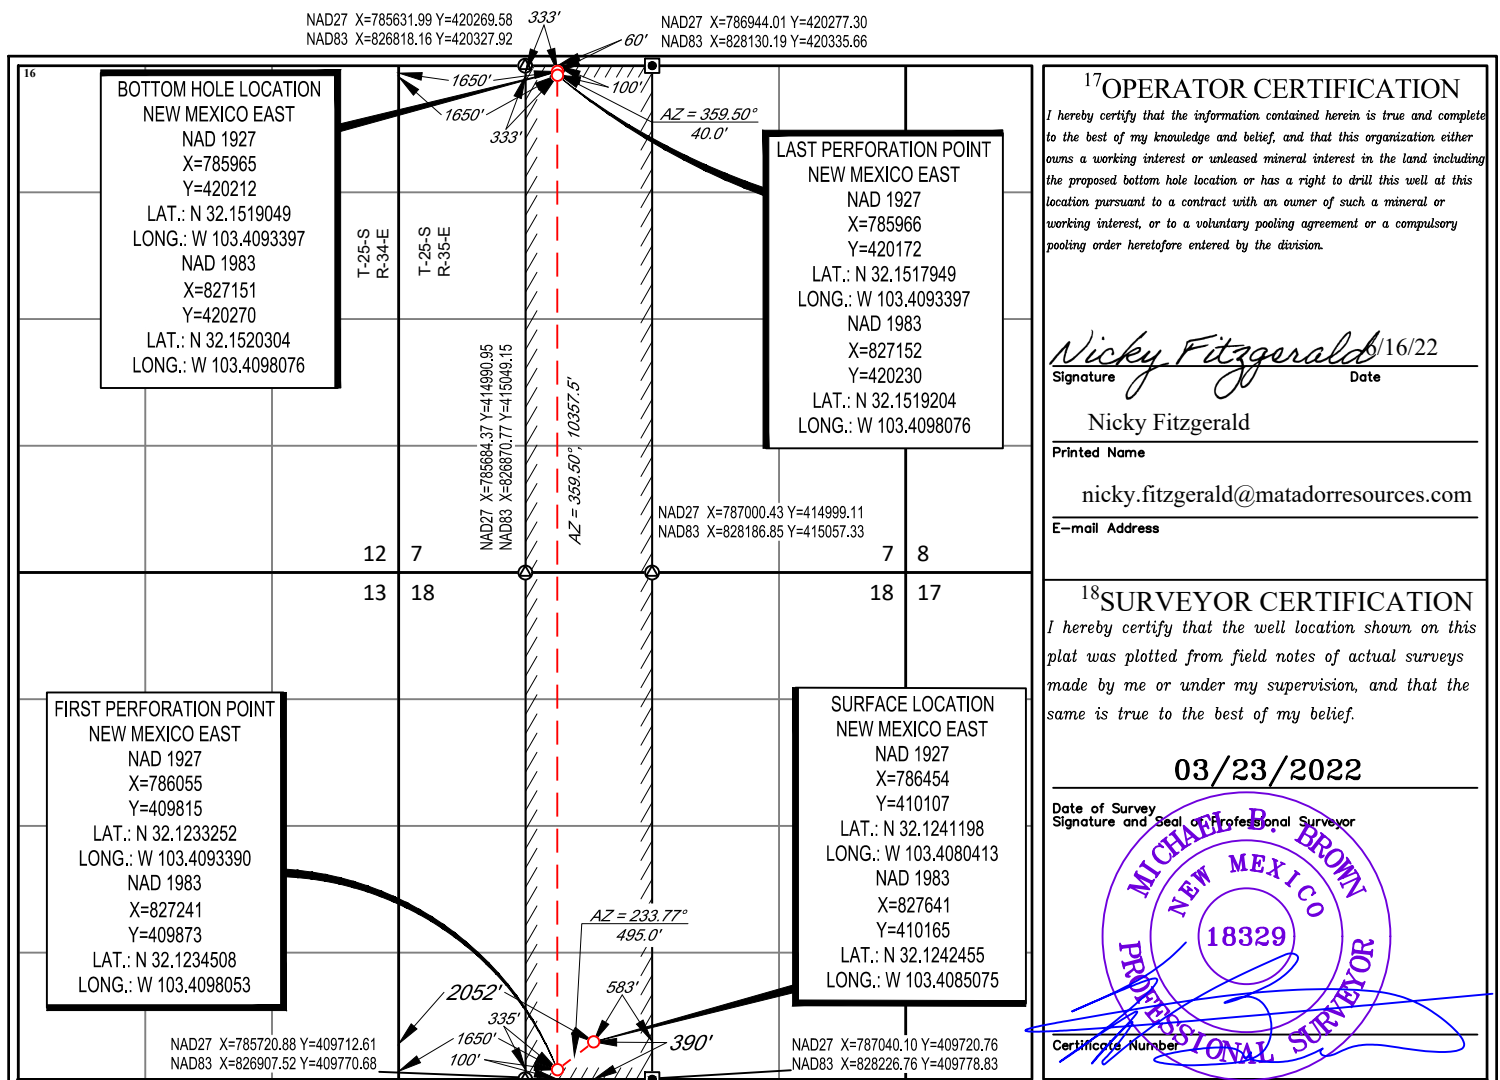 NAD27 X=785631.99 Y=420269.58
NAD83 X=826818.16 Y=420327.92
333'
60'
NAD27 X=786944.01 Y=420277.30
NAD83 X=828130.19 Y=420335.66
16
1650'
1650'
333'
100'
AZ = 359.50°
40.0'
BOTTOM HOLE LOCATION
NEW MEXICO EAST
NAD 1927
X=785965
Y=420212
LAT.: N 32.1519049
LONG.: W 103.4093397
NAD 1983
X=827151
Y=420270
LAT.: N 32.1520304
LONG.: W 103.4098076
T-25-S
R-34-E
T-25-S
R-35-E
LAST PERFORATION POINT
NEW MEXICO EAST
NAD 1927
X=785966
Y=420172
LAT.: N 32.1517949
LONG.: W 103.4093397
NAD 1983
X=827152
Y=420230
LAT.: N 32.1519204
LONG.: W 103.4098076
NAD27 X=785684.37 Y=414990.95
NAD83 X=826870.77 Y=415049.15
AZ = 359.50°, 10357.5'
NAD27 X=787000.43 Y=414999.11
NAD83 X=828186.85 Y=415057.33
12 7
7 8
13 18
18 17
FIRST PERFORATION POINT
NEW MEXICO EAST
NAD 1927
X=786055
Y=409815
LAT.: N 32.1233252
LONG.: W 103.4093390
NAD 1983
X=827241
Y=409873
LAT.: N 32.1234508
LONG.: W 103.4098053
SURFACE LOCATION
NEW MEXICO EAST
NAD 1927
X=786454
Y=410107
LAT.: N 32.1241198
LONG.: W 103.4080413
NAD 1983
X=827641
Y=410165
LAT.: N 32.1242455
LONG.: W 103.4085075
AZ = 233.77°
495.0'
2052'
583'
335'
1650'
100'
390'
NAD27 X=785720.88 Y=409712.61
NAD83 X=826907.52 Y=409770.68
NAD27 X=787040.10 Y=409720.76
NAD83 X=828226.76 Y=409778.83
17 OPERATOR CERTIFICATION
I hereby certify that the information contained herein is true and complete
to the best of my knowledge and belief, and that this organization either
owns a working interest or unleased mineral interest in the land including
the proposed bottom hole location or has a right to drill this well at this
location pursuant to a contract with an owner of such a mineral or
working interest, or to a voluntary pooling agreement or a compulsory
pooling order heretofore entered by the division.
Nicky Fitzgerald 6/16/22
Signature Date
Nicky Fitzgerald
Printed Name
nicky.fitzgerald@matadorresources.com
E-mail Address
18 SURVEYOR CERTIFICATION
I hereby certify that the well location shown on this
plat was plotted from field notes of actual surveys
made by me or under my supervision, and that the
same is true to the best of my belief.
03/23/2022
Date of Survey
Signature and Seal of Professional Surveyor
MICHAEL B. BROWN
NEW MEXICO
18329
PROFESSIONAL SURVEYOR
Certificate Number